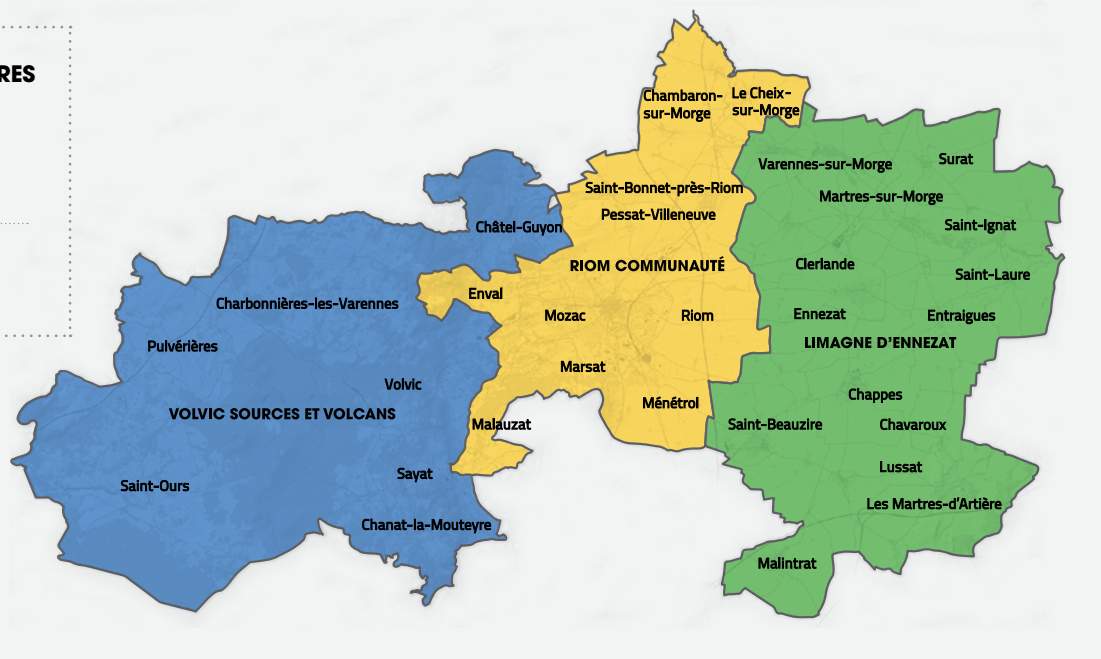 RES
Chambaron-
sur-Morge
Le Cheix-
sur-Morge
Varennes-sur-Morge
Surat
Saint-Bonnet-près-Riom
Martres-sur-Morge
Pessat-Villeneuve
Châtel-Guyon
Saint-Ignat
RIOM COMMUNAUTÉ
Clerlande
Saint-Laure
Enval
Charbonnières-les-Varennes
Mozac
Riom
Ennezat
Entraigues
Pulvérières
LIMAGNE D'ENNEZAT
Marsat
Volvic
Chappes
Ménétrol
VOLVIC SOURCES ET VOLCANS
Malauzat
Saint-Beauzire
Chavaroux
Sayat
Lussat
Saint-Ours
Les Martres-d'Artière
Chanat-la-Mouteyre
Malintrat